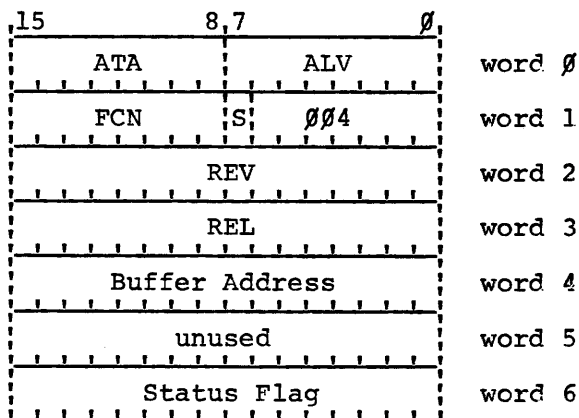 15 8 7 Ø
ATA ALV word Ø
FCN S ØØ4 word 1
REV word 2
REL word 3
Buffer Address word 4
unused word 5
Status Flag word 6